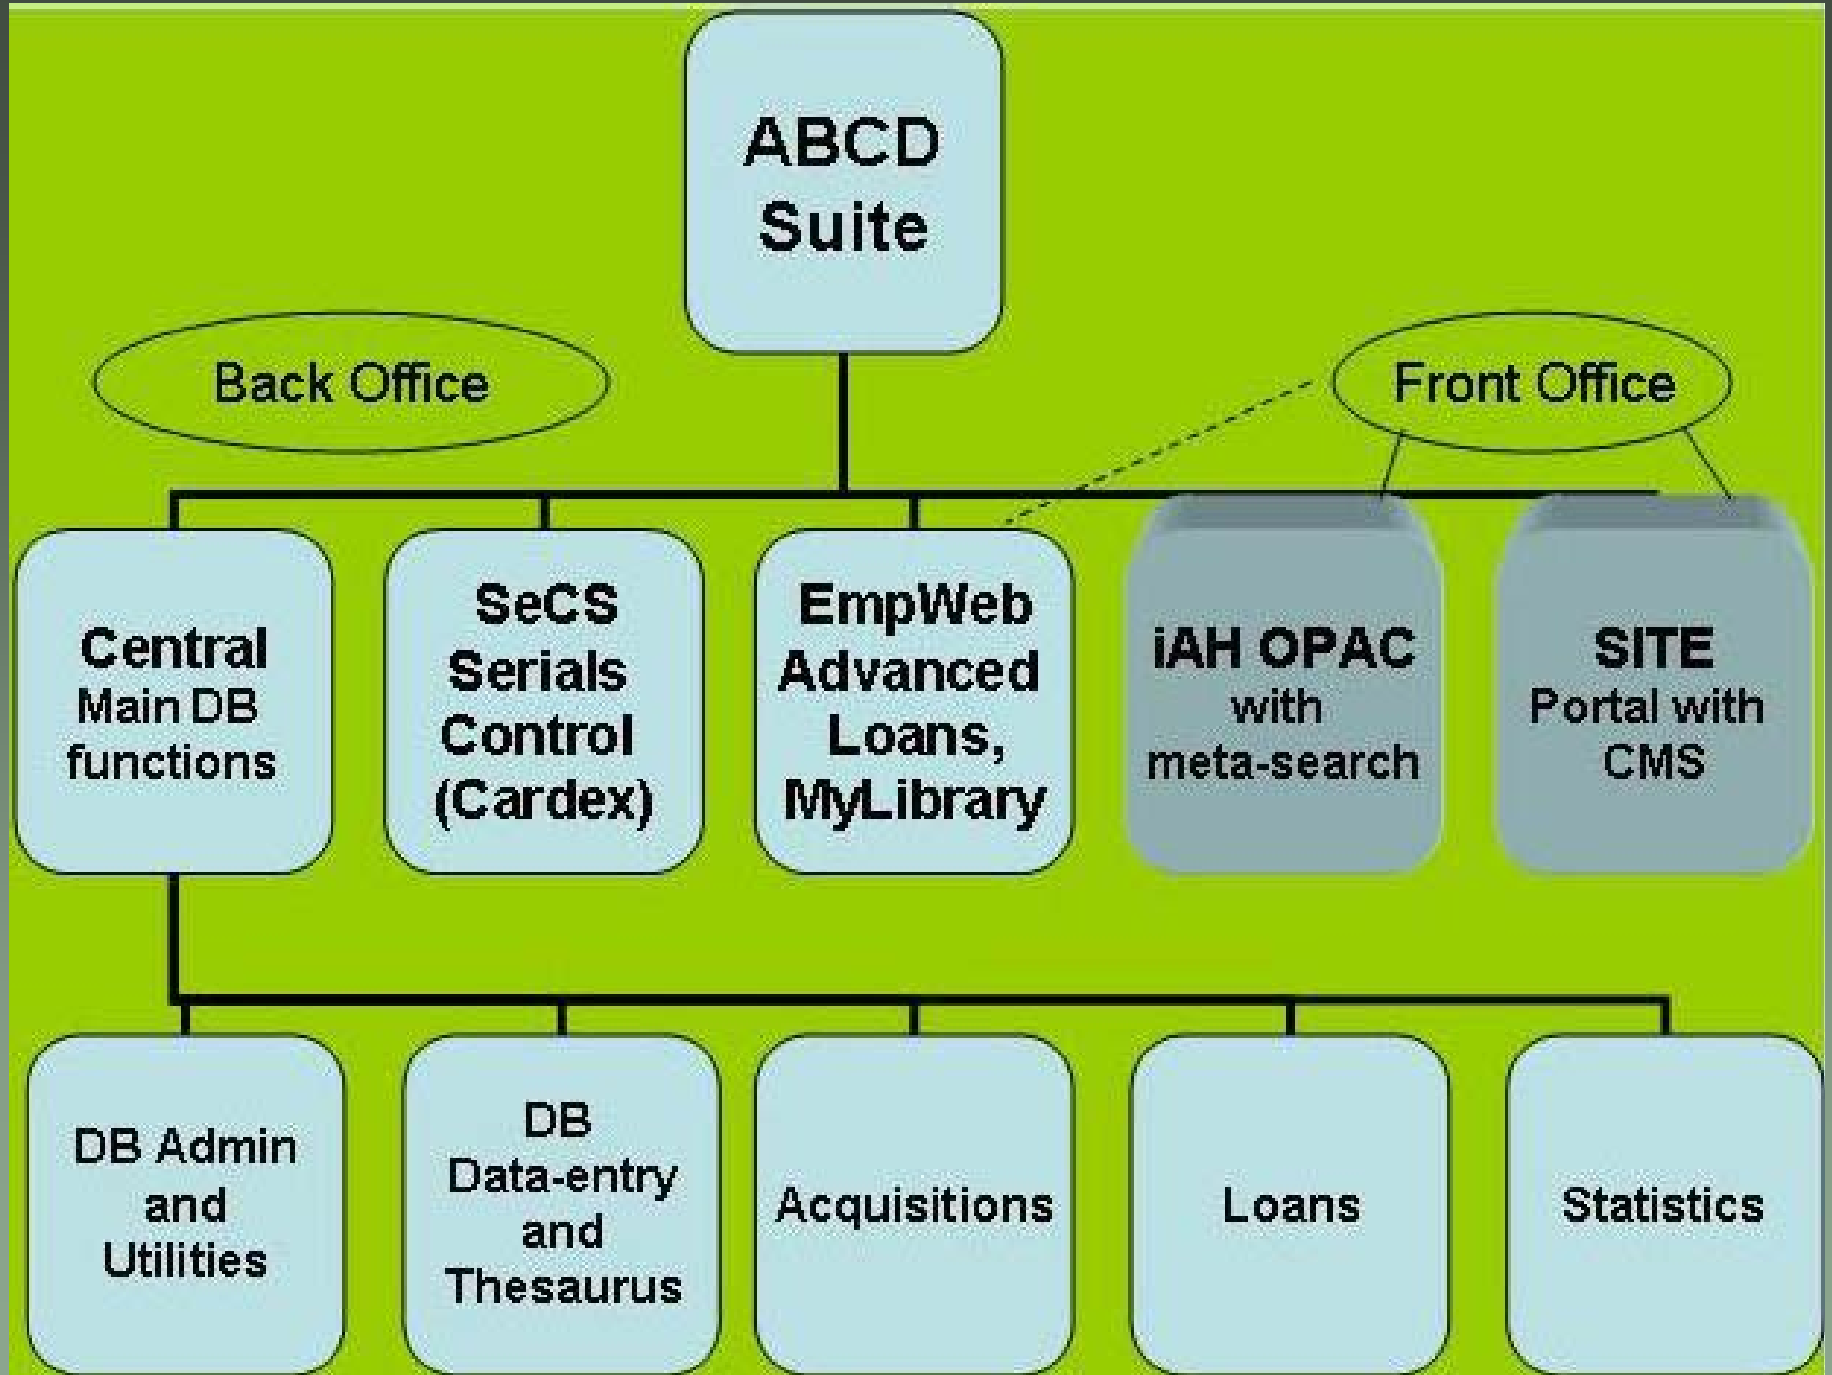 ABCD
Suite
Back Office
Front Office
Central
Main DB
functions
SeCS
Serials
Control
(Cardex)
EmpWeb
Advanced
Loans,
MyLibrary
iAH OPAC
with
meta-search
SITE
Portal with
CMS
DB Admin
and
Utilities
DB
Data-entry
and
Thesaurus
Acquisitions
Loans
Statistics